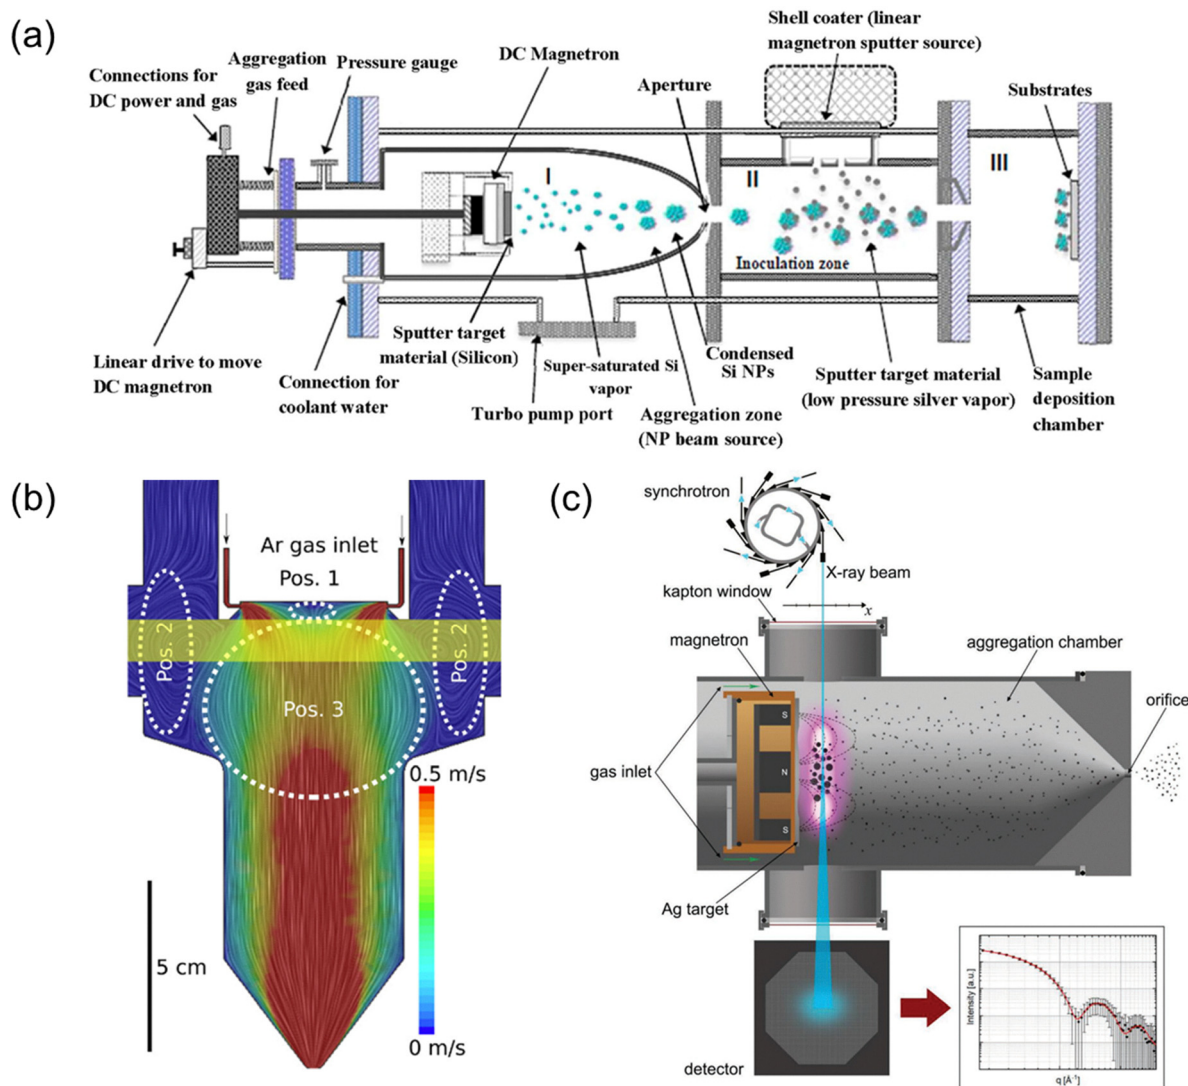 (a)
Connections for
DC power and gas
Aggregation
gas feed
Pressure gauge
DC Magnetron
Aperture
Shell coater (linear
magnetron sputter source)
Substrates
I
II
III
Inoculation zone
Linear drive to move
DC magnetron
Connection for
coolant water
Sputter target
material (Silicon)
Turbo pump port
Super-saturated Si
vapor
Aggregation zone
(NP beam source)
Condensed
Si NPs
Sputter target material
(low pressure silver vapor)
Sample
deposition
chamber
(b)
Ar gas inlet
Pos. 1
Pos. 2
Pos. 2
Pos. 3
0.5 m/s
0 m/s
5 cm
(c)
synchrotron
X-ray beam
kapton window
x
magnetron
aggregation chamber
orifice
gas inlet
S
N
S
Ag target
detector
Intensity [a.u.]
q [Å⁻¹]